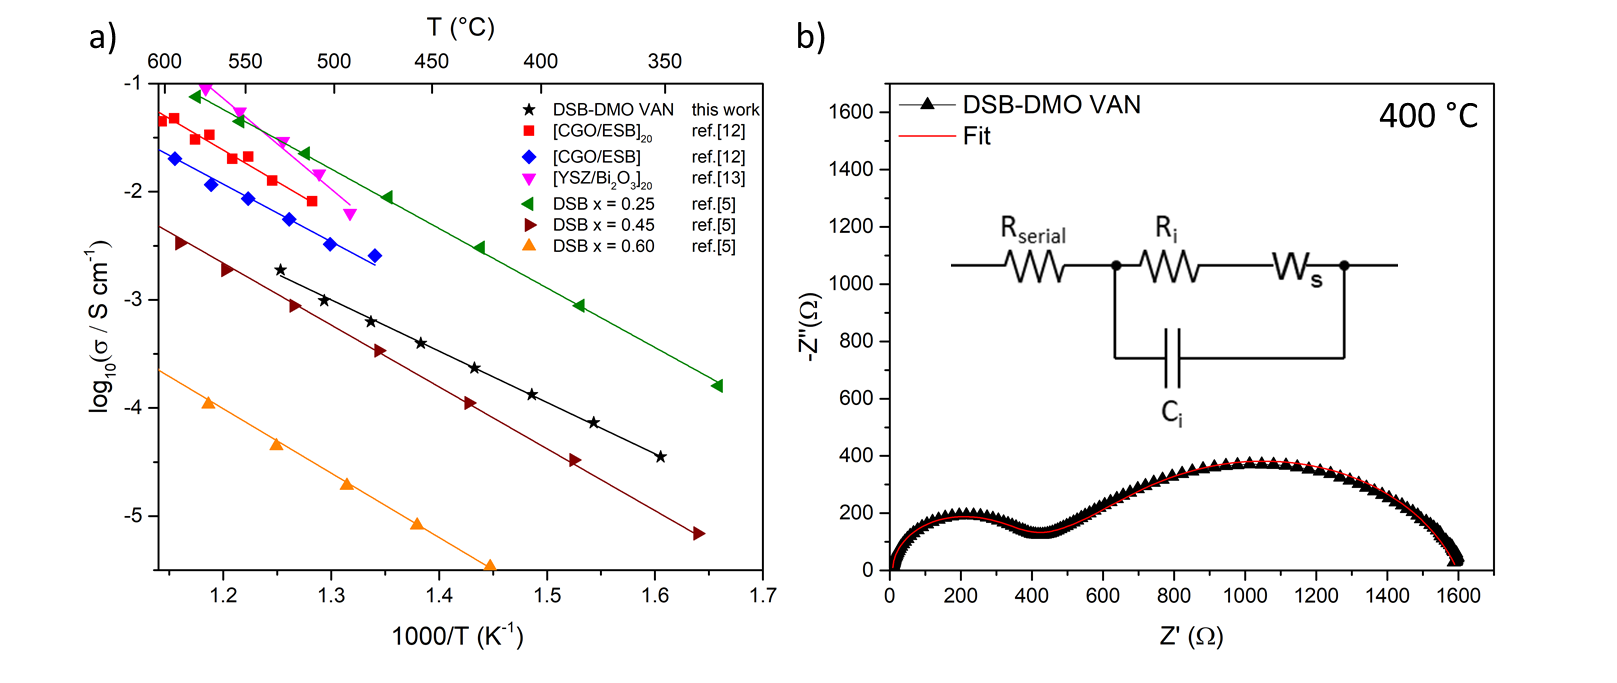 a)
T (°C)
600 550 500 450 400 350
-1
-2
-3
-4
-5
log10(σ / S cm-1)
DSB-DMO VAN this work
[CGO/ESB]20 ref.[12]
[CGO/ESB] ref.[12]
[YSZ/Bi2O3]20 ref.[13]
DSB x = 0.25 ref.[5]
DSB x = 0.45 ref.[5]
DSB x = 0.60 ref.[5]
1.2 1.3 1.4 1.5 1.6 1.7
1000/T (K-1)
b)
DSB-DMO VAN
Fit
400 °C
1600
1400
1200
1000
800
600
400
200
0
-Z''(Ω)
Rserial
Ri
Ws
Ci
0 200 400 600 800 1000 1200 1400 1600
Z' (Ω)